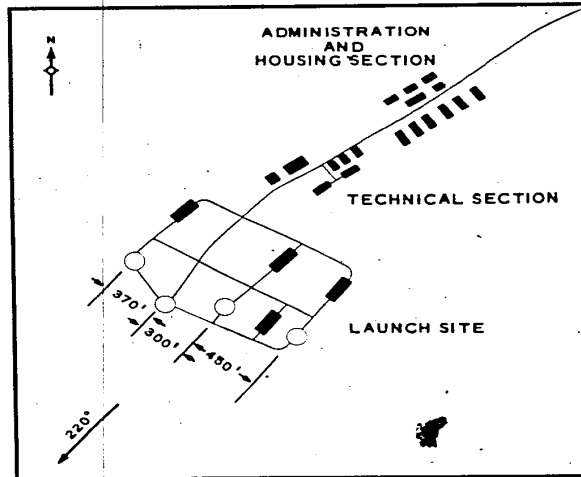 N
ADMINISTRATION
AND
HOUSING SECTION
TECHNICAL SECTION
LAUNCH SITE
370'
300'
450'
220°